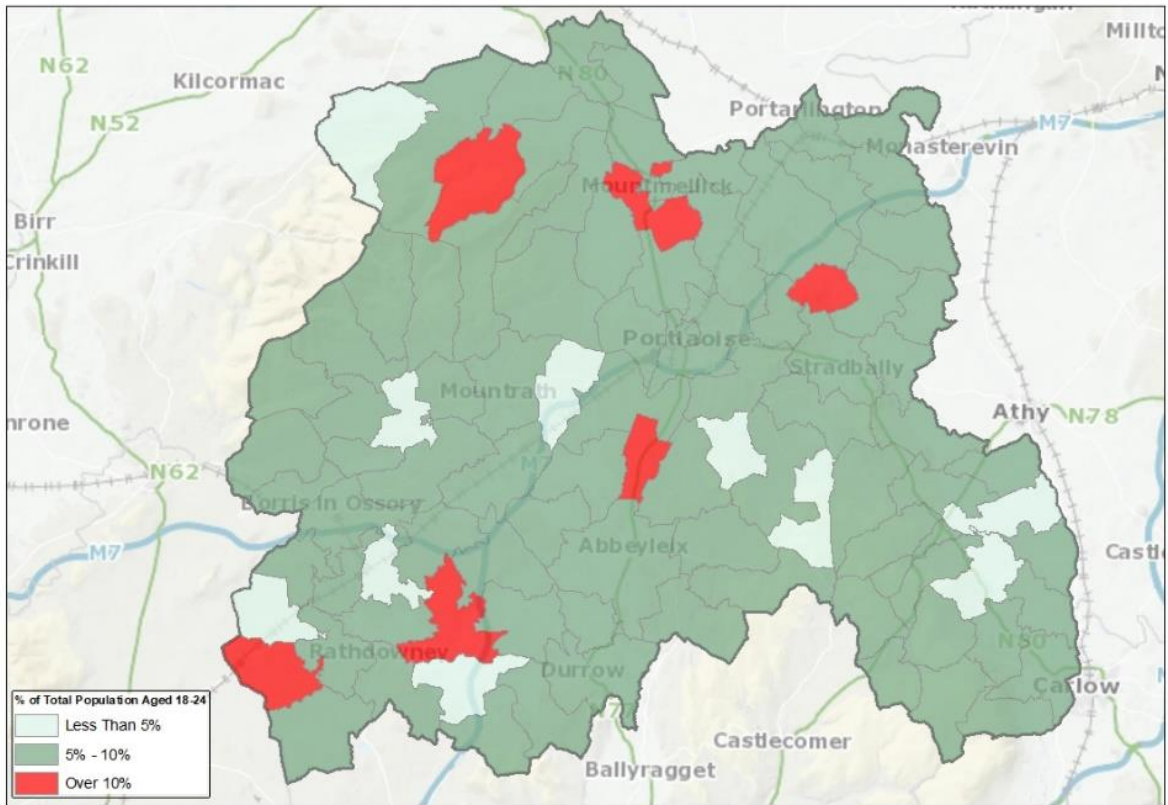 N62
Kilcormac
N52
N80
Portarlington
M7
Monasterevin
Mountmellick
Birr
Crinkill
Portlaoise
Stradbally
Mountrath
Athy
N78
nrone
N62
Borris In Ossory
M7
Abbeyleix
Castle
Rathdowney
Durrow
N80
Carlow
Castlecomer
Ballyragget
% of Total Population Aged 18-24
Less Than 5%
5% - 10%
Over 10%